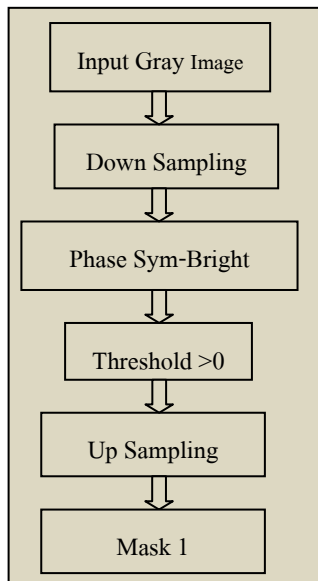 Input Gray Image
Down Sampling
Phase Sym-Bright
Threshold >0
Up Sampling
Mask 1